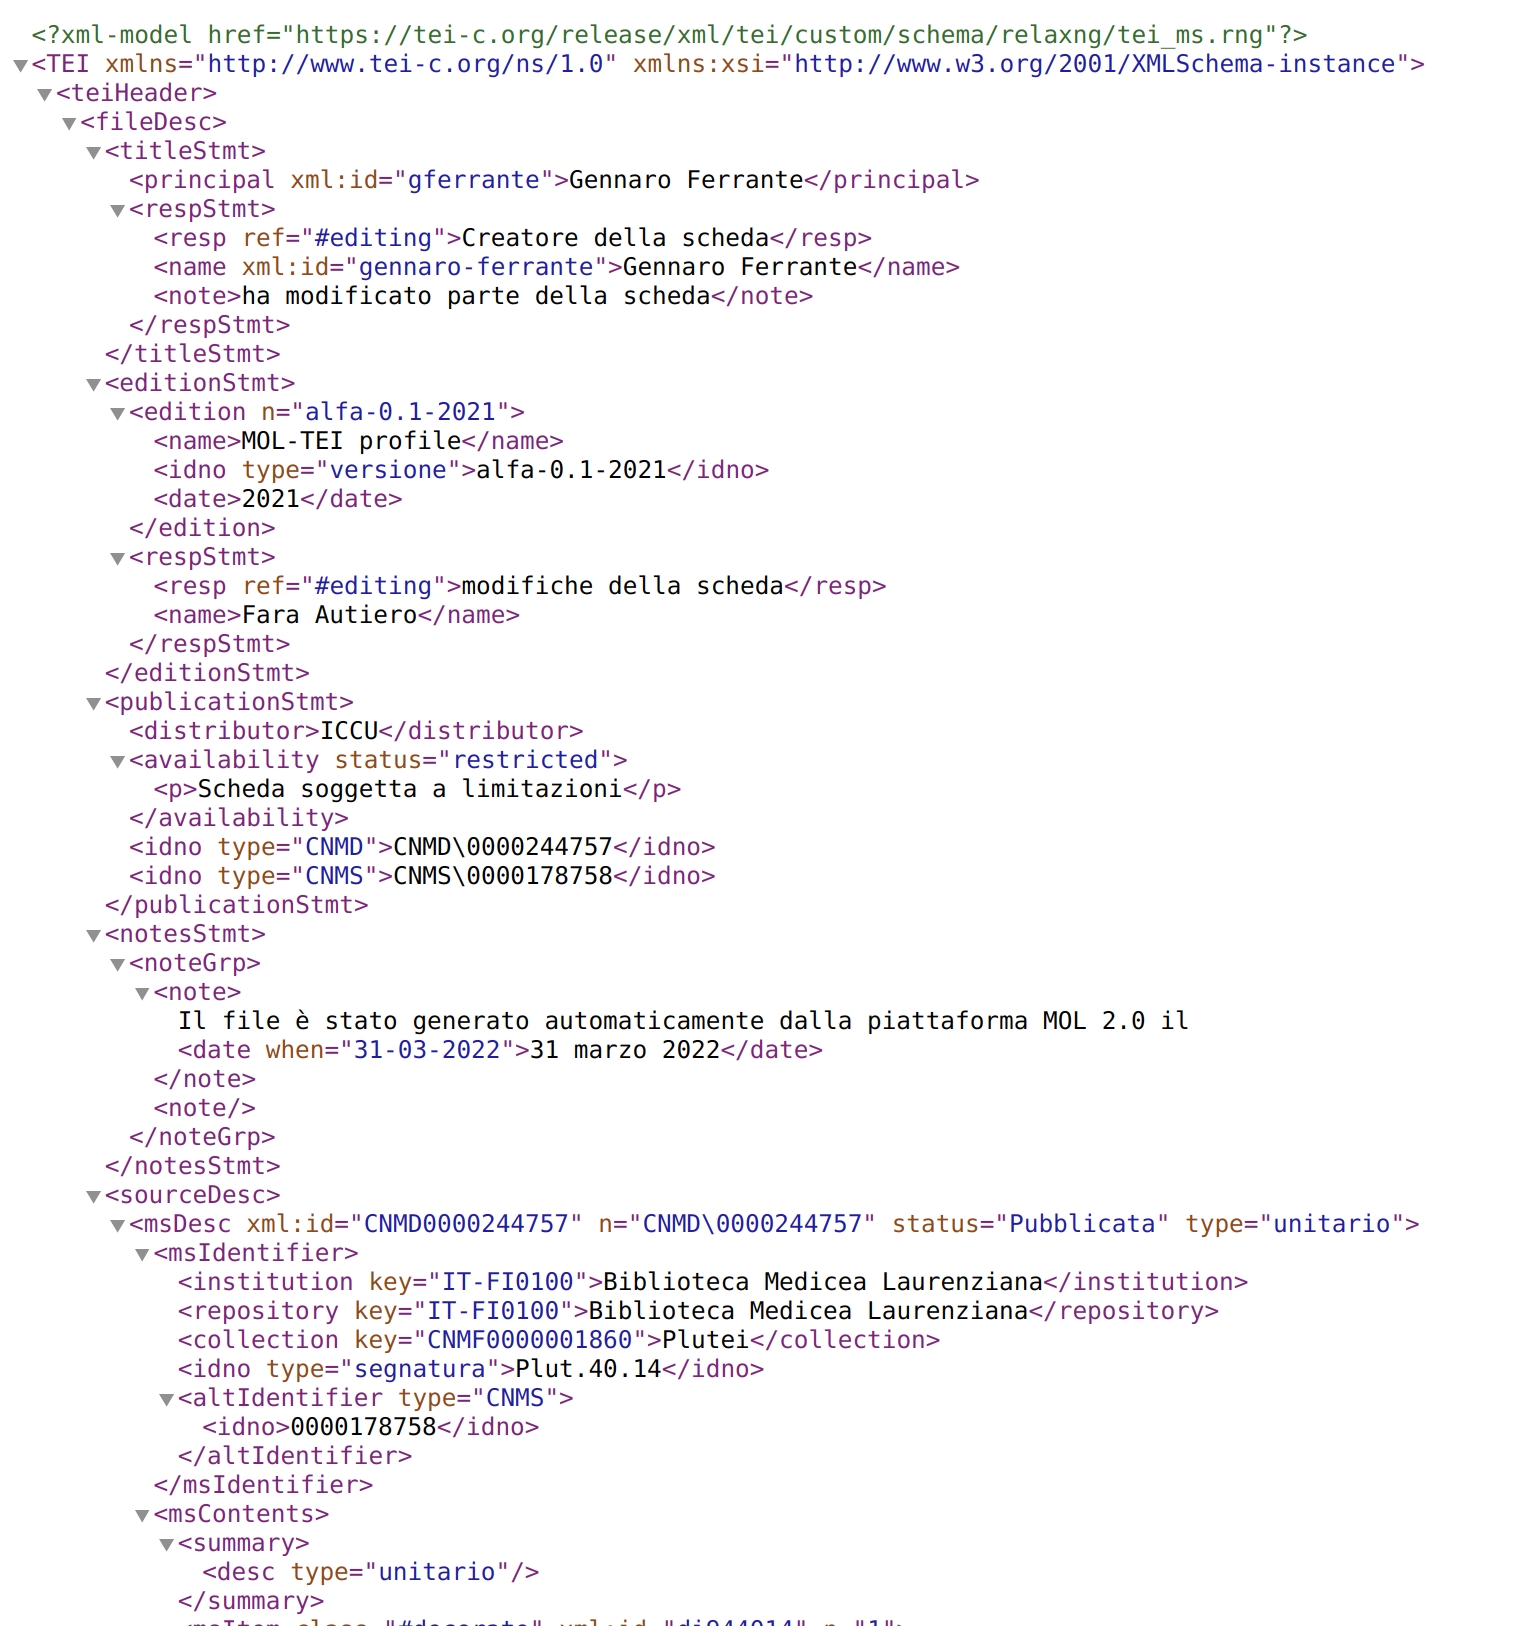 <?xml-model href="https://tei-c.org/release/xml/tei/custom/schema/relaxng/tei_ms.rng"?>
<TEI xmlns="http://www.tei-c.org/ns/1.0" xmlns:xsi="http://www.w3.org/2001/XMLSchema-instance">
<teiHeader>
<fileDesc>
<titleStmt>
<principal xml:id="gferrante">Gennaro Ferrante</principal>
<respStmt>
<resp ref="#editing">Creatore della scheda</resp>
<name xml:id="gennaro-ferrante">Gennaro Ferrante</name>
<note>ha modificato parte della scheda</note>
</respStmt>
</titleStmt>
<editionStmt>
<edition n="alfa-0.1-2021">
<name>MOL-TEI profile</name>
<idno type="versione">alfa-0.1-2021</idno>
<date>2021</date>
</edition>
<respStmt>
<resp ref="#editing">modifiche della scheda</resp>
<name>Fara Autiero</name>
</respStmt>
</editionStmt>
<publicationStmt>
<distributor>ICCU</distributor>
<availability status="restricted">
<p>Scheda soggetta a limitazioni</p>
</availability>
<idno type="CNMD">CNMD\0000244757</idno>
<idno type="CNMS">CNMS\0000178758</idno>
</publicationStmt>
<notesStmt>
<noteGrp>
<note>
Il file è stato generato automaticamente dalla piattaforma MOL 2.0 il
<date when="31-03-2022">31 marzo 2022</date>
</note>
<note/>
</noteGrp>
</notesStmt>
<sourceDesc>
<msDesc xml:id="CNMD0000244757" n="CNMD\0000244757" status="Pubblicata" type="unitario">
<msIdentifier>
<institution key="IT-FI0100">Biblioteca Medicea Laurenziana</institution>
<repository key="IT-FI0100">Biblioteca Medicea Laurenziana</repository>
<collection key="CNMF0000001860">Plutei</collection>
<idno type="segnatura">Plut.40.14</idno>
<altIdentifier type="CNMS">
<idno>0000178758</idno>
</altIdentifier>
</msIdentifier>
<msContents>
<summary>
<desc type="unitario"/>
</summary>